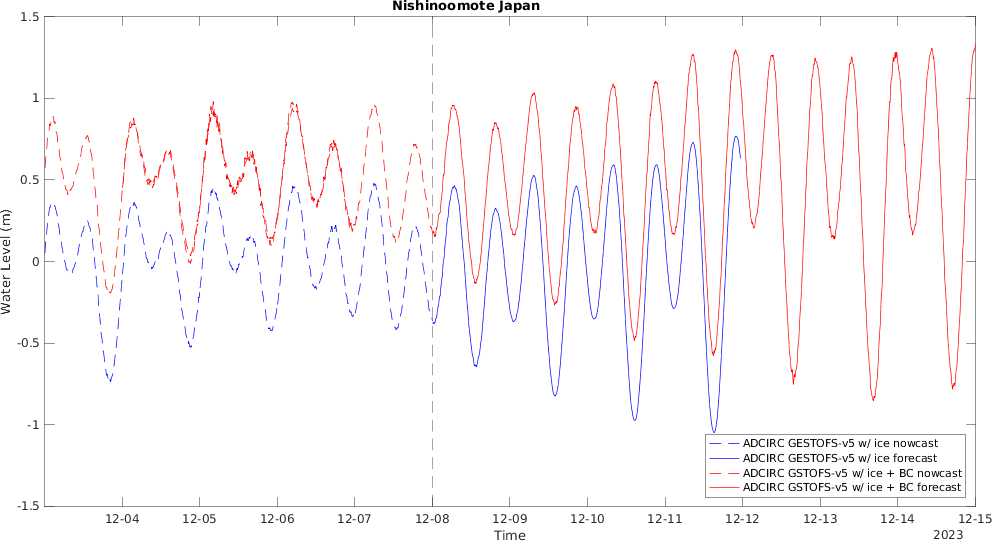 Nishinoomote Japan
1.5
1
0.5
0
-0.5
-1
-1.5
Water Level (m)
12-04
12-05
12-06
12-07
12-08
12-09
12-10
12-11
12-12
12-13
12-14
12-15
Time
2023
ADCIRC GESTOFS-v5 w/ ice nowcast
ADCIRC GESTOFS-v5 w/ ice forecast
ADCIRC GSTOFS-v5 w/ ice + BC nowcast
ADCIRC GSTOFS-v5 w/ ice + BC forecast